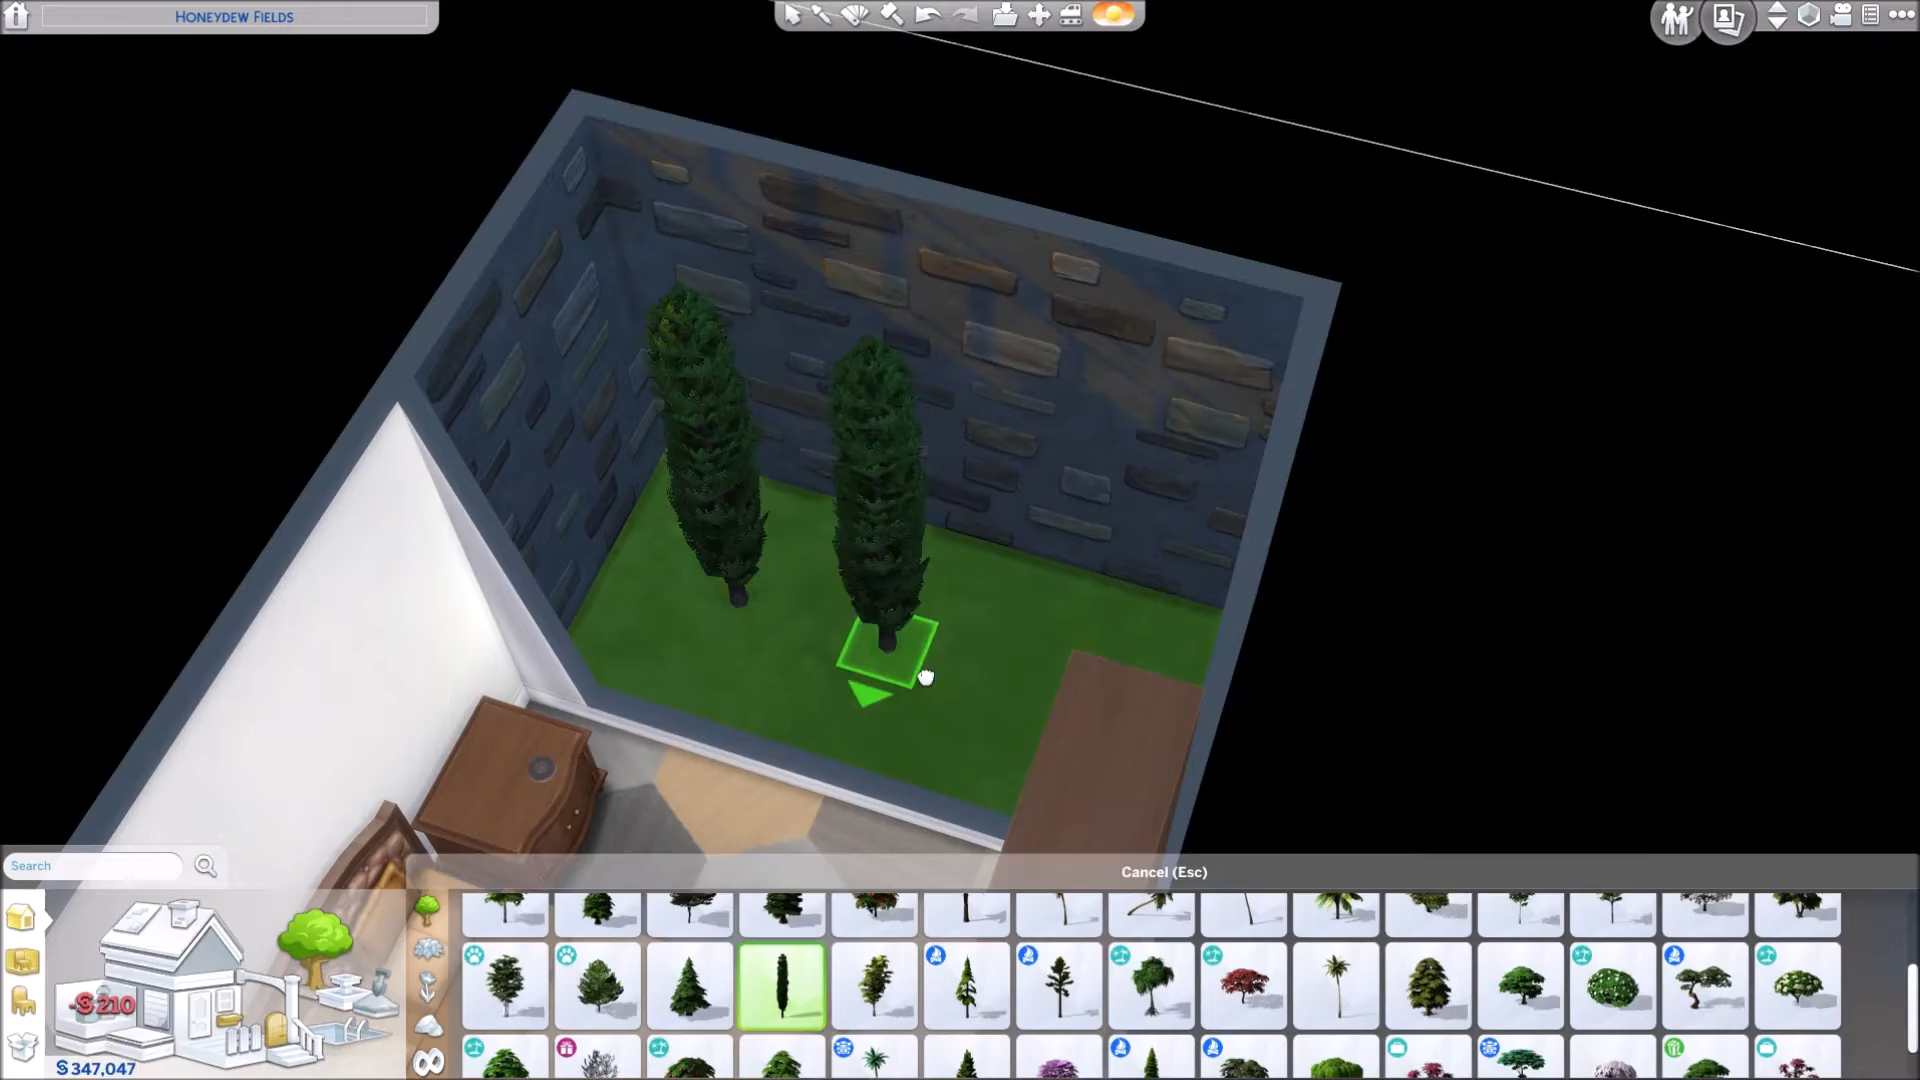 HONEYDEW FIELDS
Search
Cancel (Esc)
-§210
§347,047